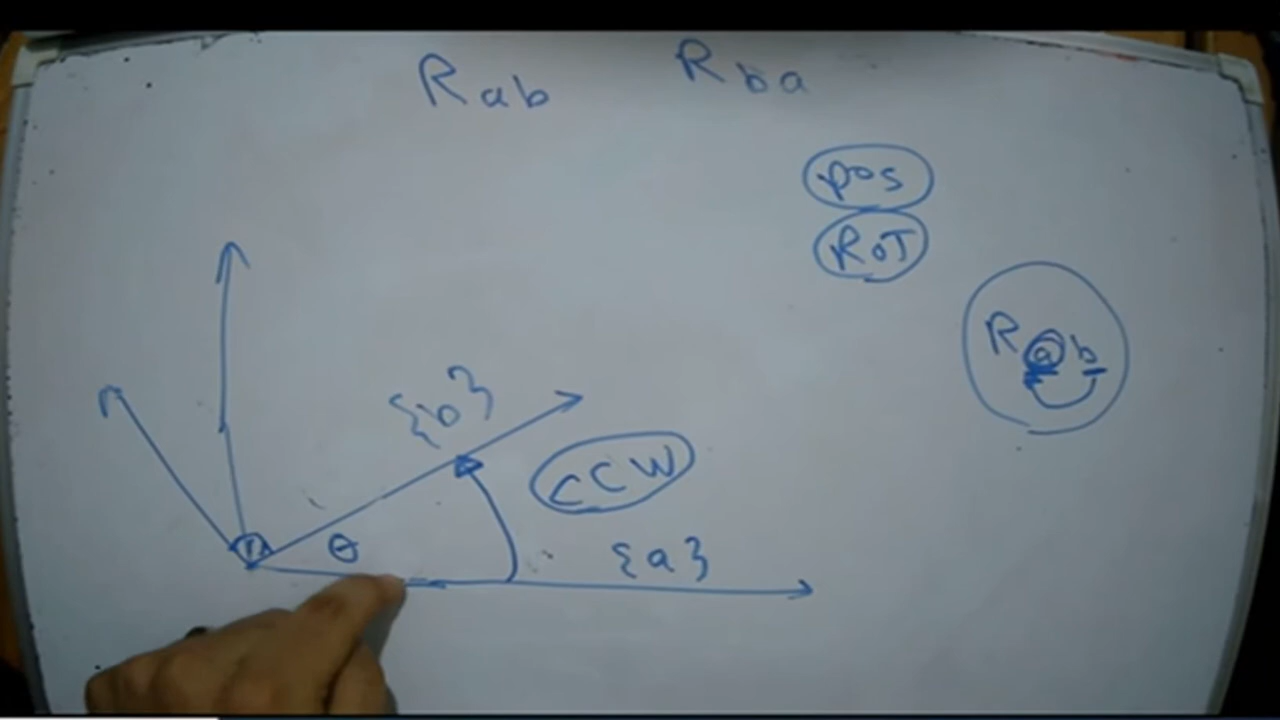 Rab Rba
pos
ROT
Rab
{b}
CCW
θ
{a}